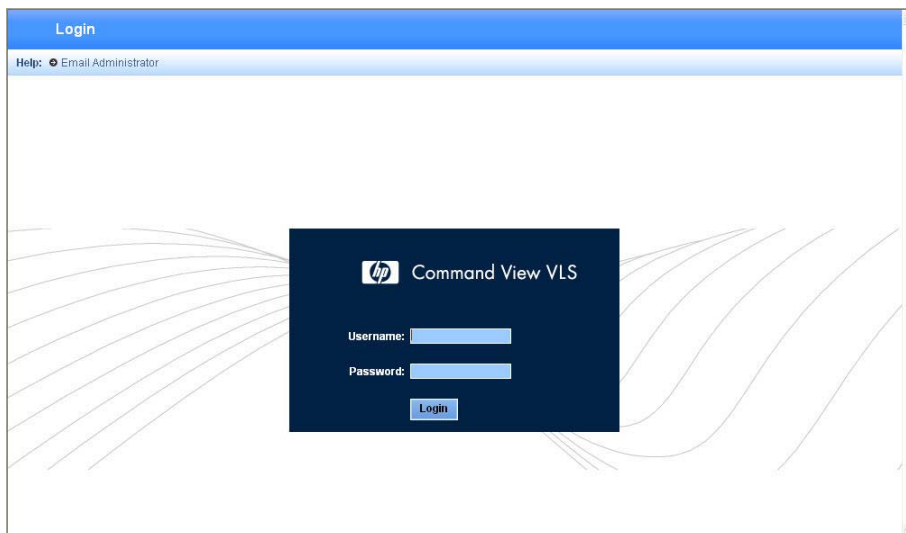 Login
Help: Email Administrator
hp Command View VLS
Username:
Password:
Login